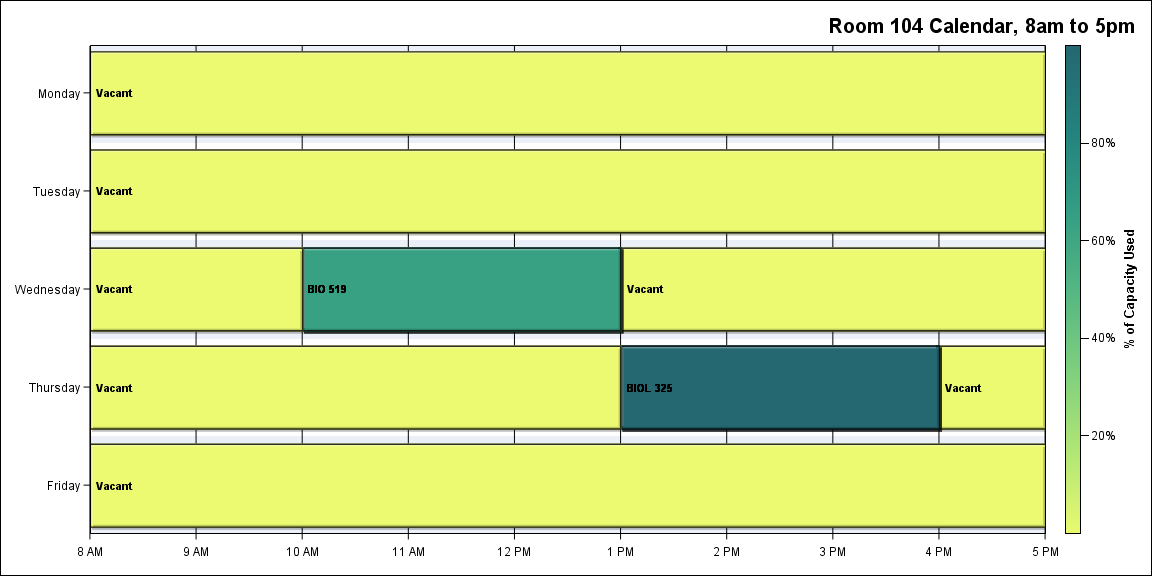 Room 104 Calendar, 8am to 5pm
Monday
Vacant
Tuesday
Vacant
Wednesday
Vacant
BIO 519
Vacant
Thursday
Vacant
BIOL 325
Vacant
Friday
Vacant
8 AM
9 AM
10 AM
11 AM
12 PM
1 PM
2 PM
3 PM
4 PM
5 PM
80%
60%
40%
20%
% of Capacity Used